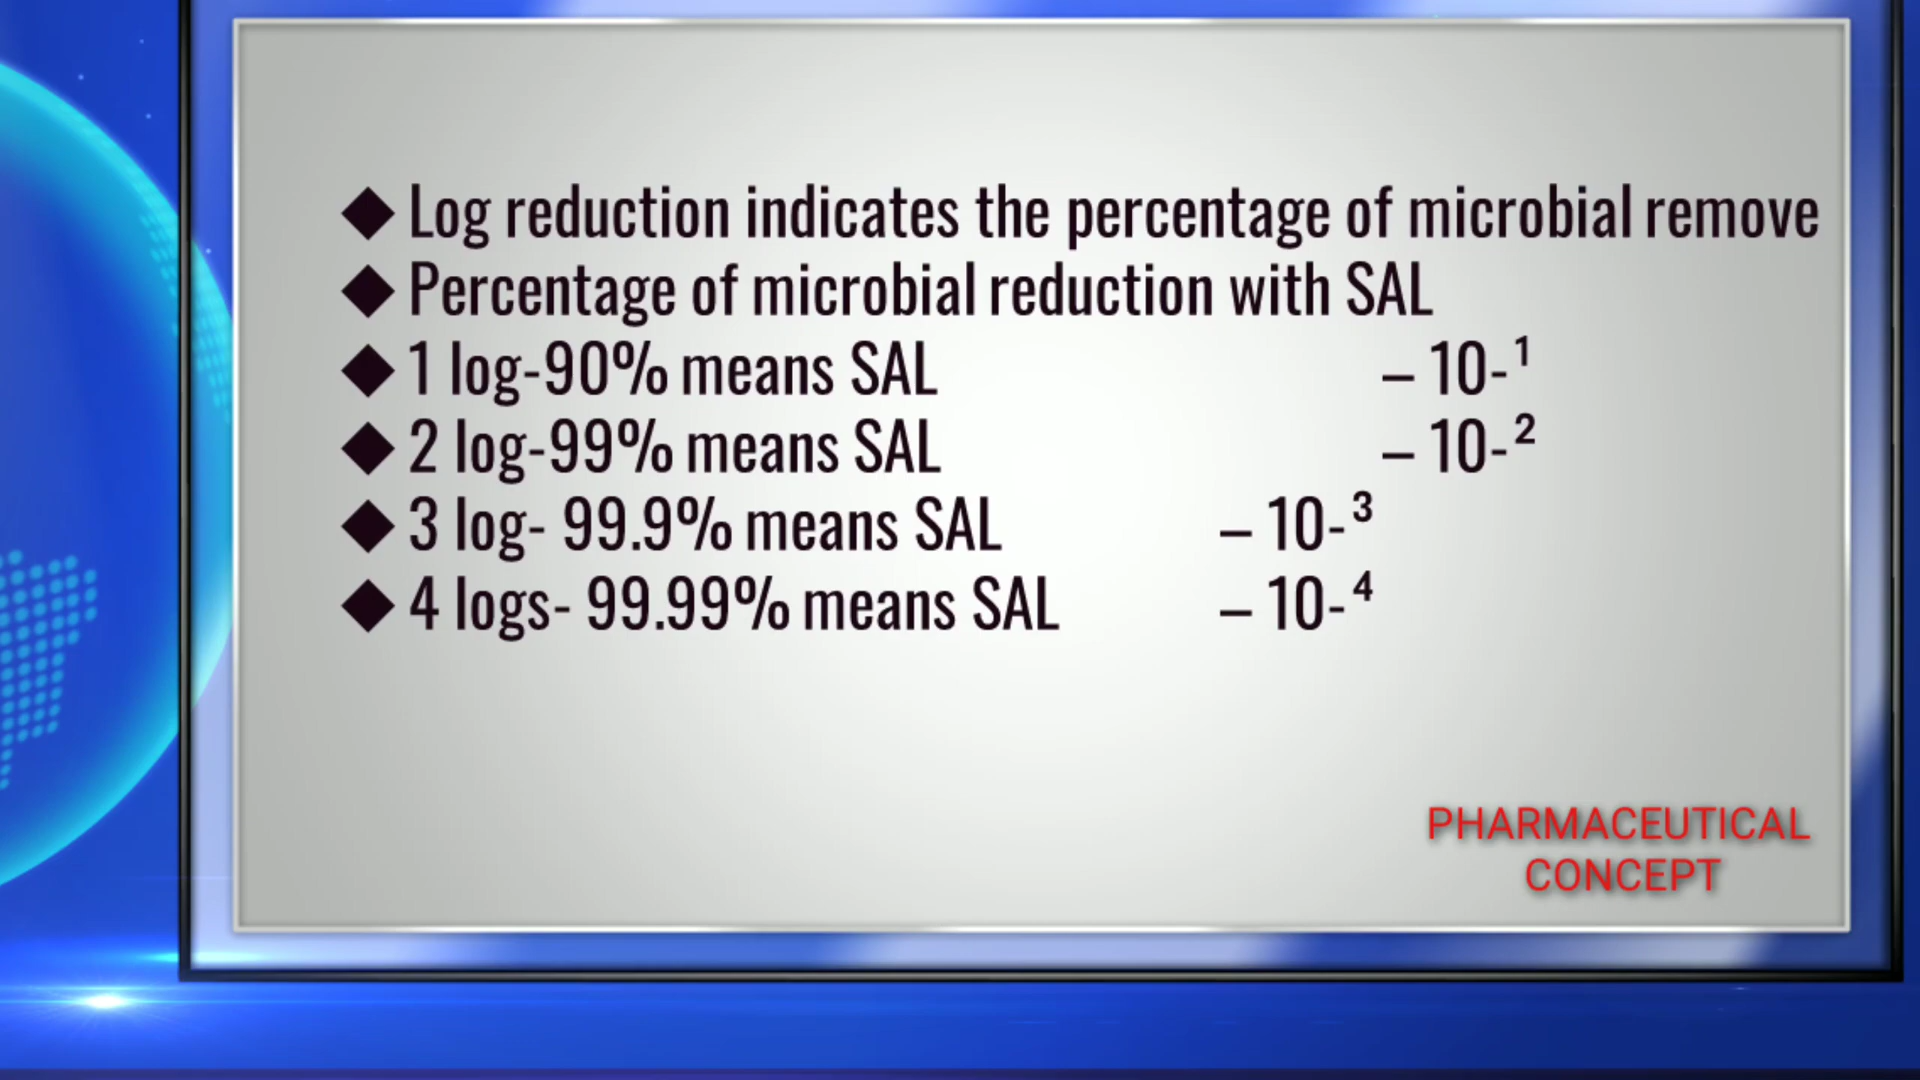 ◆ Log reduction indicates the percentage of microbial remove
◆ Percentage of microbial reduction with SAL
◆ 1 log-90% means SAL – 10-¹
◆ 2 log-99% means SAL – 10-²
◆ 3 log- 99.9% means SAL – 10-³
◆ 4 logs- 99.99% means SAL – 10-⁴
PHARMACEUTICAL
CONCEPT